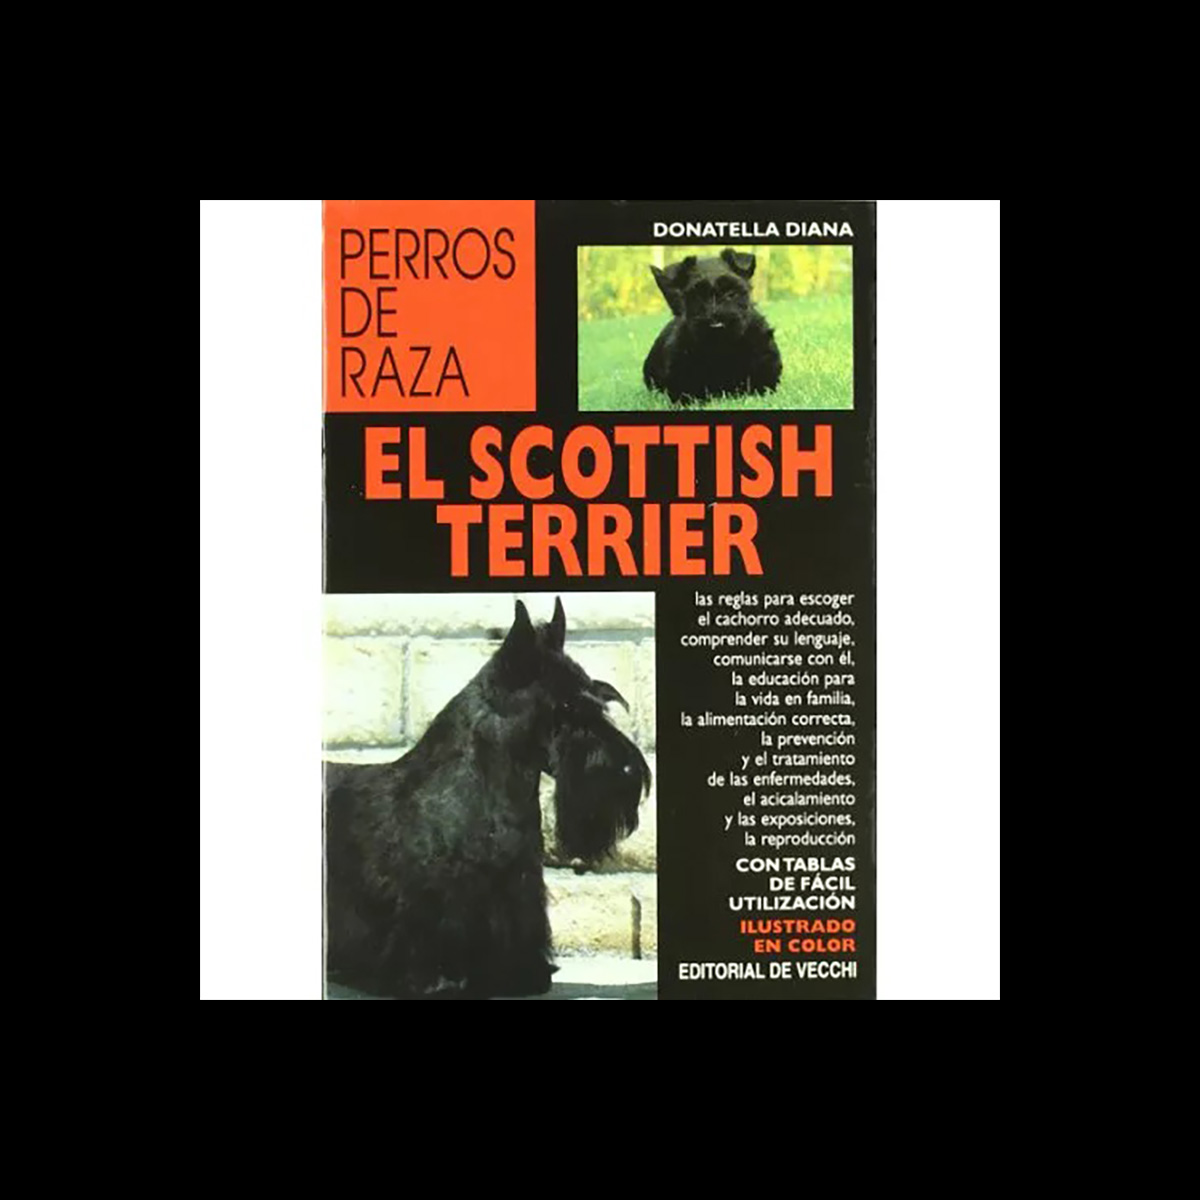 PERROS
DE
RAZA
DONATELLA DIANA
EL SCOTTISH
TERRIER
las reglas para escoger
el cachorro adecuado,
comprender su lenguaje,
comunicarse con él,
la educación para
la vida en familia,
la alimentación correcta,
la prevención
y el tratamiento
de las enfermedades,
el acicalamiento
y las exposiciones,
la reproducción
CON TABLAS
DE FÁCIL
UTILIZACIÓN
ILUSTRADO
EN COLOR
EDITORIAL DE VECCHI